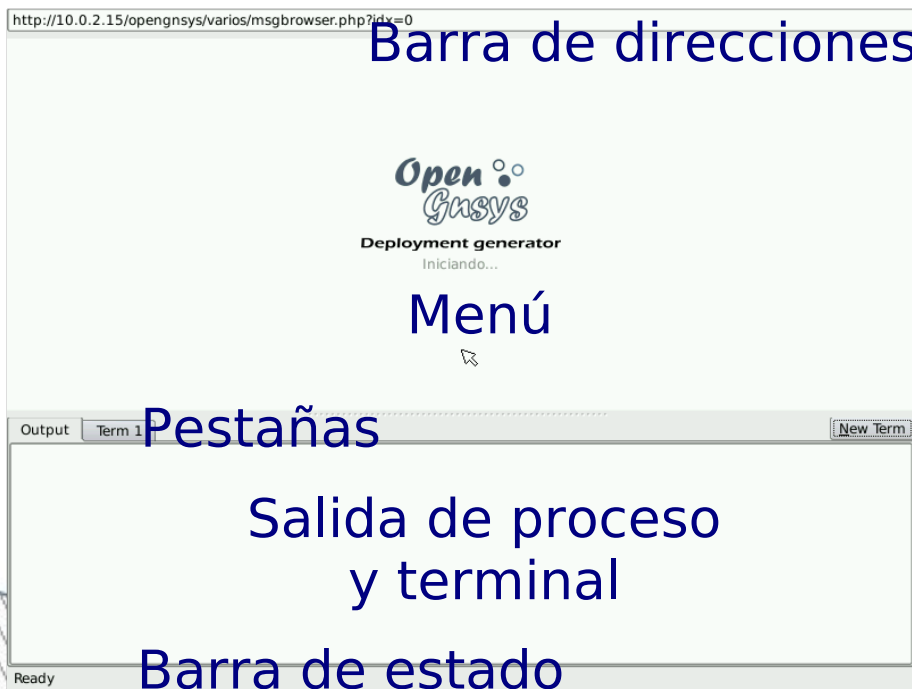 http://10.0.2.15/opengnsys/varios/msgbrowser.php?idx=0
Barra de direcciones
Open
Gnsys
Deployment generator
Iniciando...
Menú
Output
Term 1
Pestañas
New Term
Salida de proceso
y terminal
Barra de estado
Ready